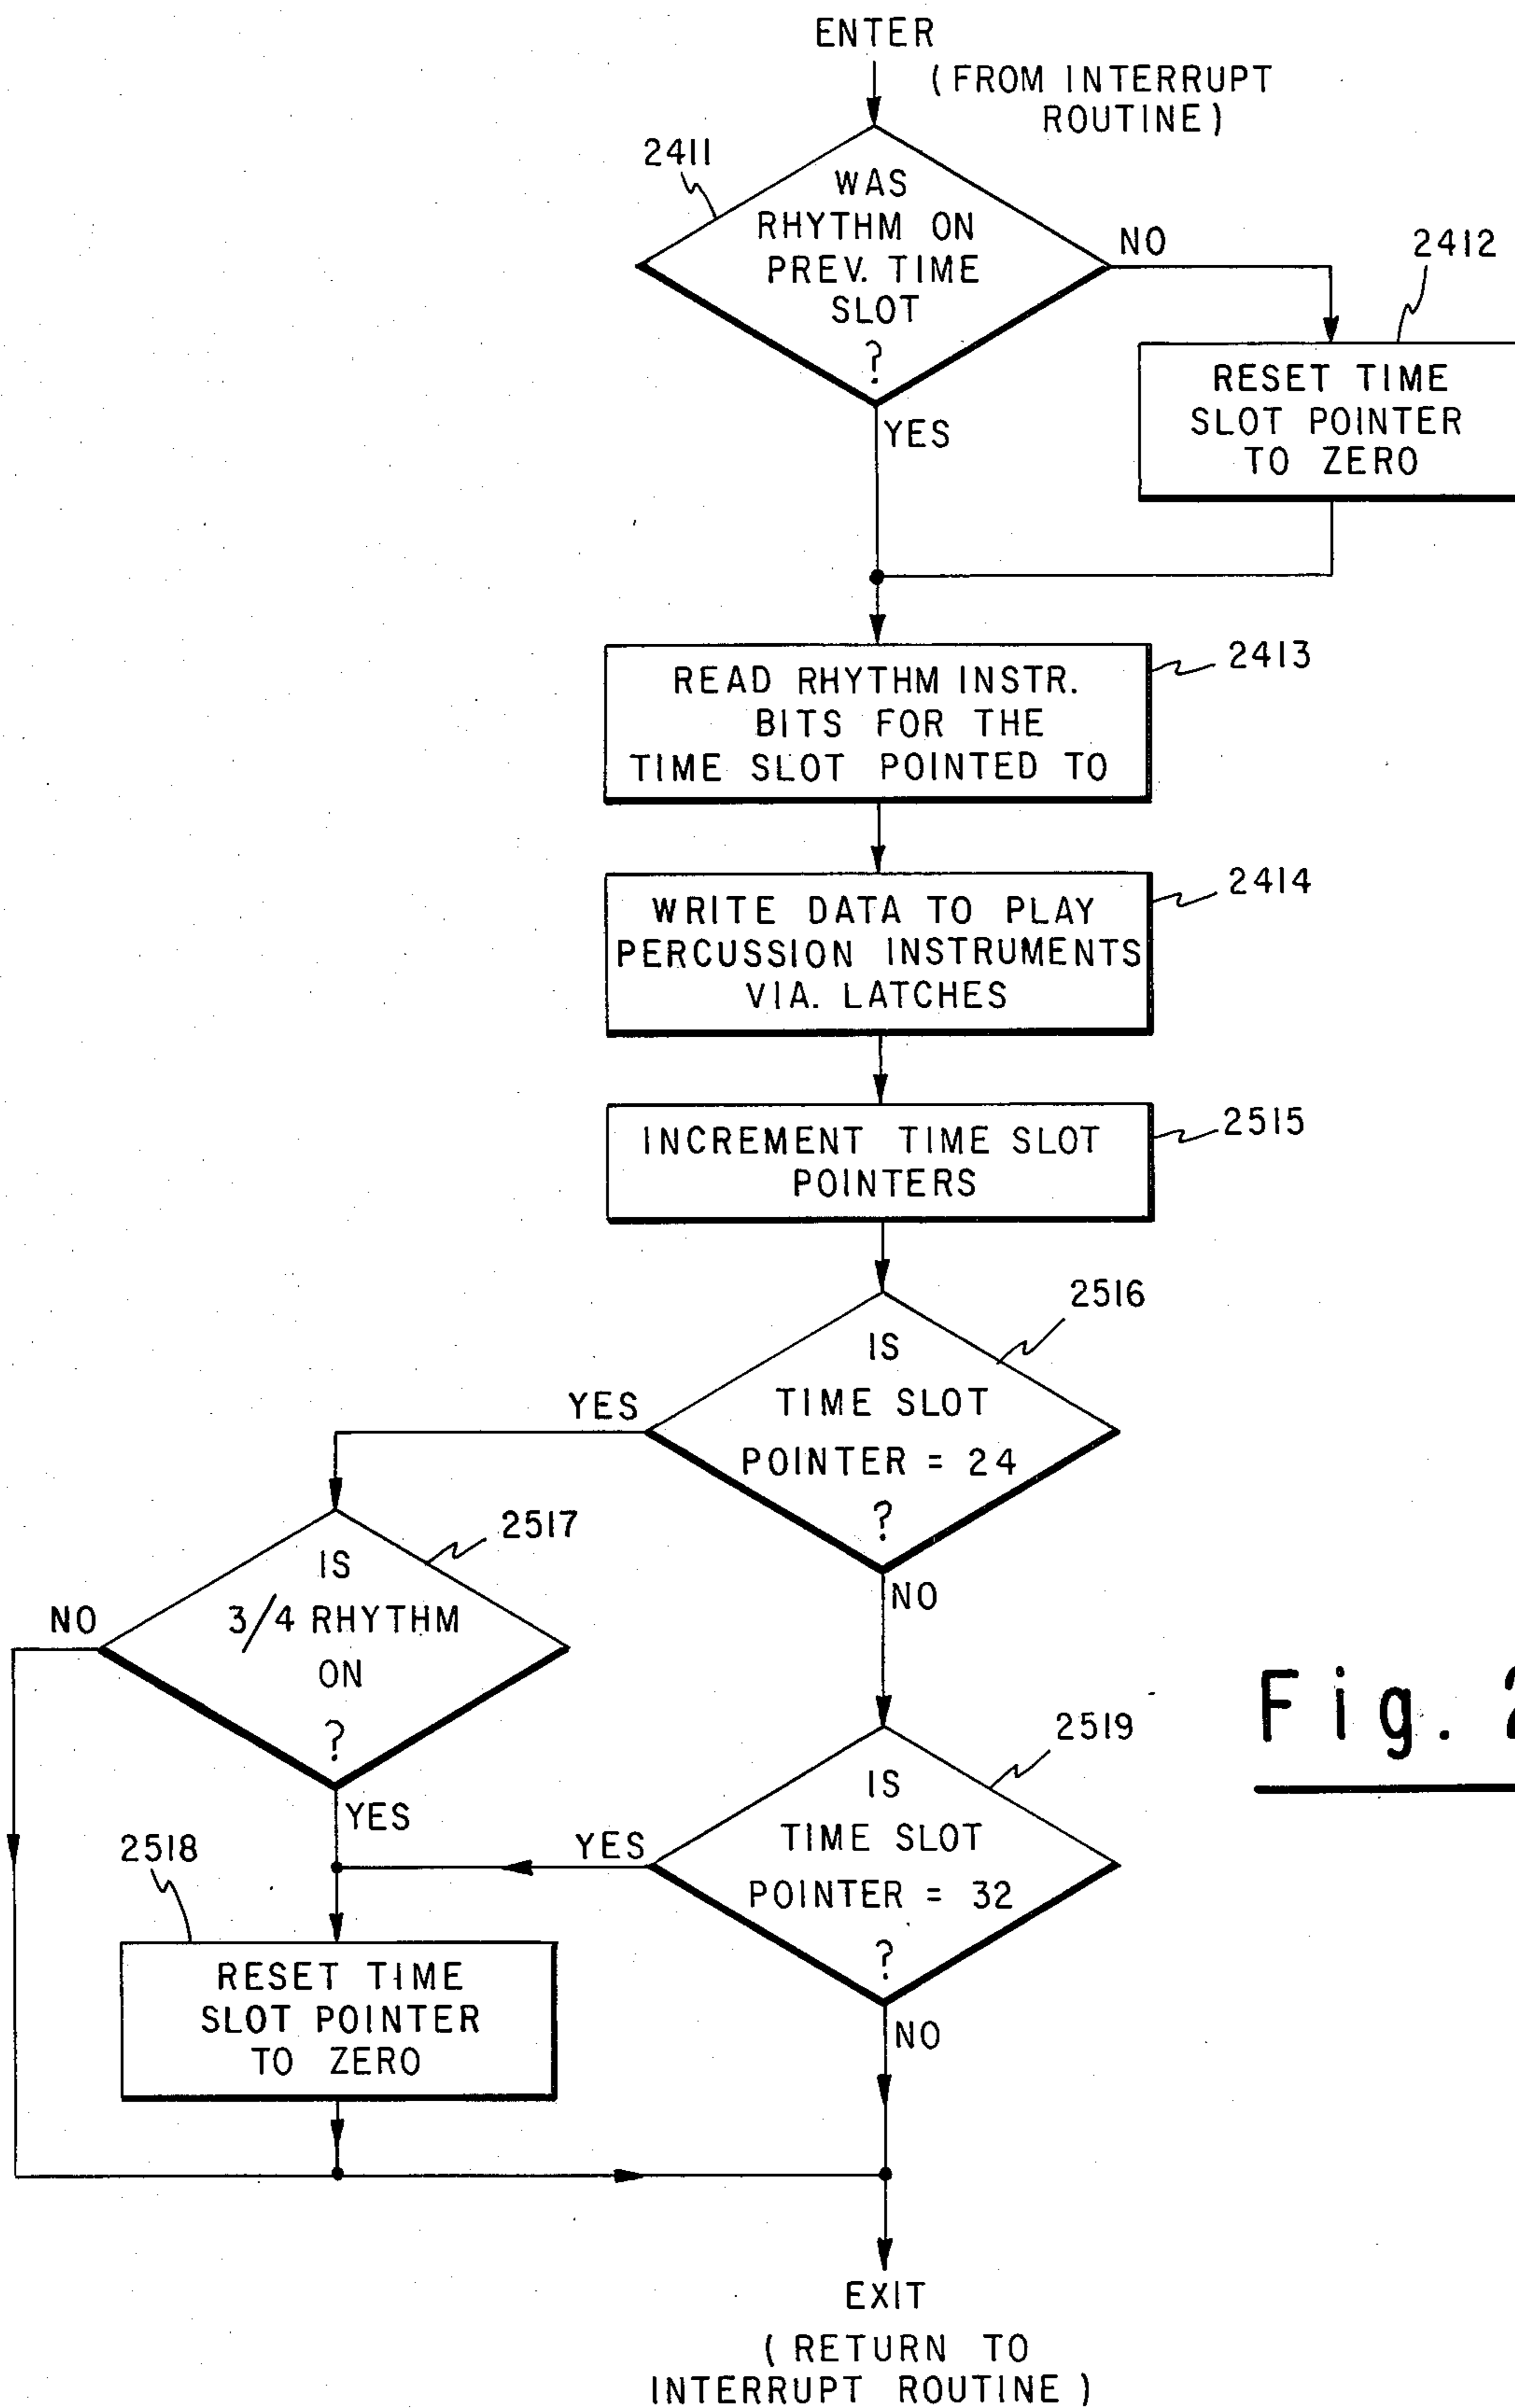 ENTER
(FROM INTERRUPT
ROUTINE)
2411
WAS
RHYTHM ON
PREV. TIME
SLOT
?
NO
2412
YES
RESET TIME
SLOT POINTER
TO ZERO
2413
READ RHYTHM INSTR.
BITS FOR THE
TIME SLOT POINTED TO
2414
WRITE DATA TO PLAY
PERCUSSION INSTRUMENTS
VIA. LATCHES
2515
INCREMENT TIME SLOT
POINTERS
2516
IS
TIME SLOT
POINTER = 24
?
YES
NO
2517
IS
3/4 RHYTHM
ON
?
NO
YES
2519
IS
TIME SLOT
POINTER = 32
?
YES
NO
2518
RESET TIME
SLOT POINTER
TO ZERO
Fig.
EXIT
(RETURN TO
INTERRUPT ROUTINE)